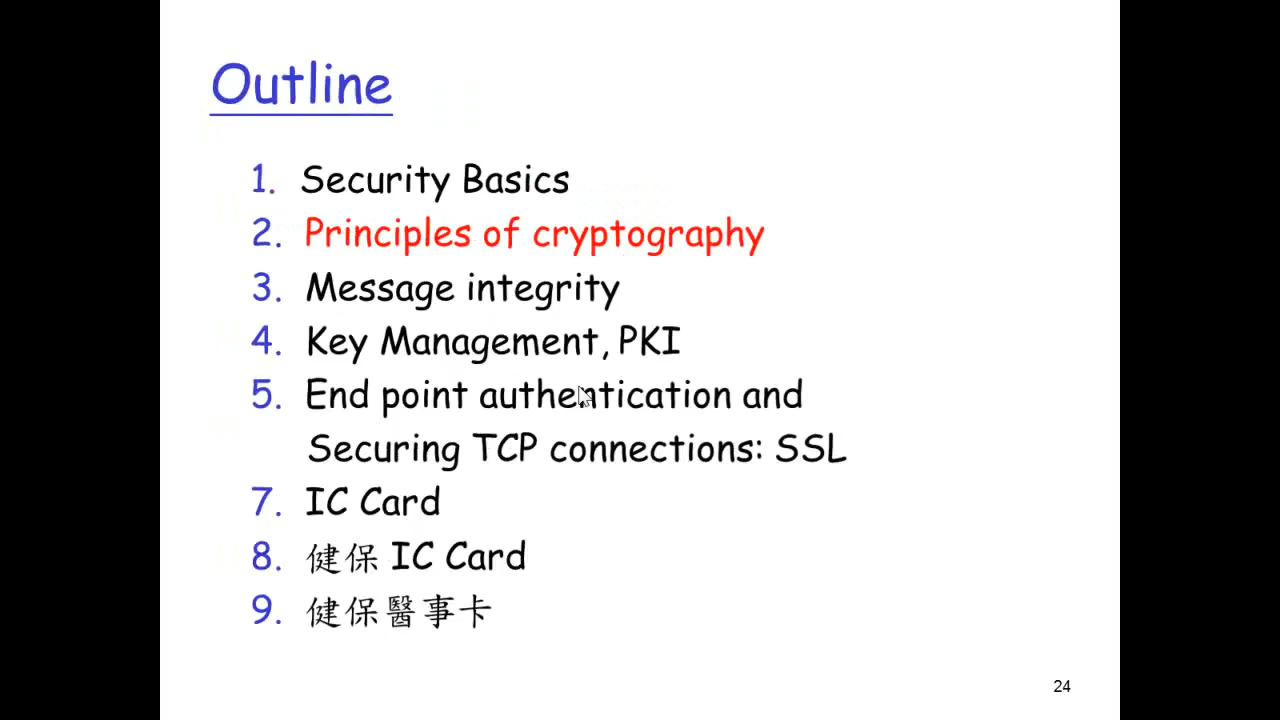 Outline
1. Security Basics
2. Principles of cryptography
3. Message integrity
4. Key Management, PKI
5. End point authentication and
Securing TCP connections: SSL
7. IC Card
8. 健保 IC Card
9. 健保醫事卡
24